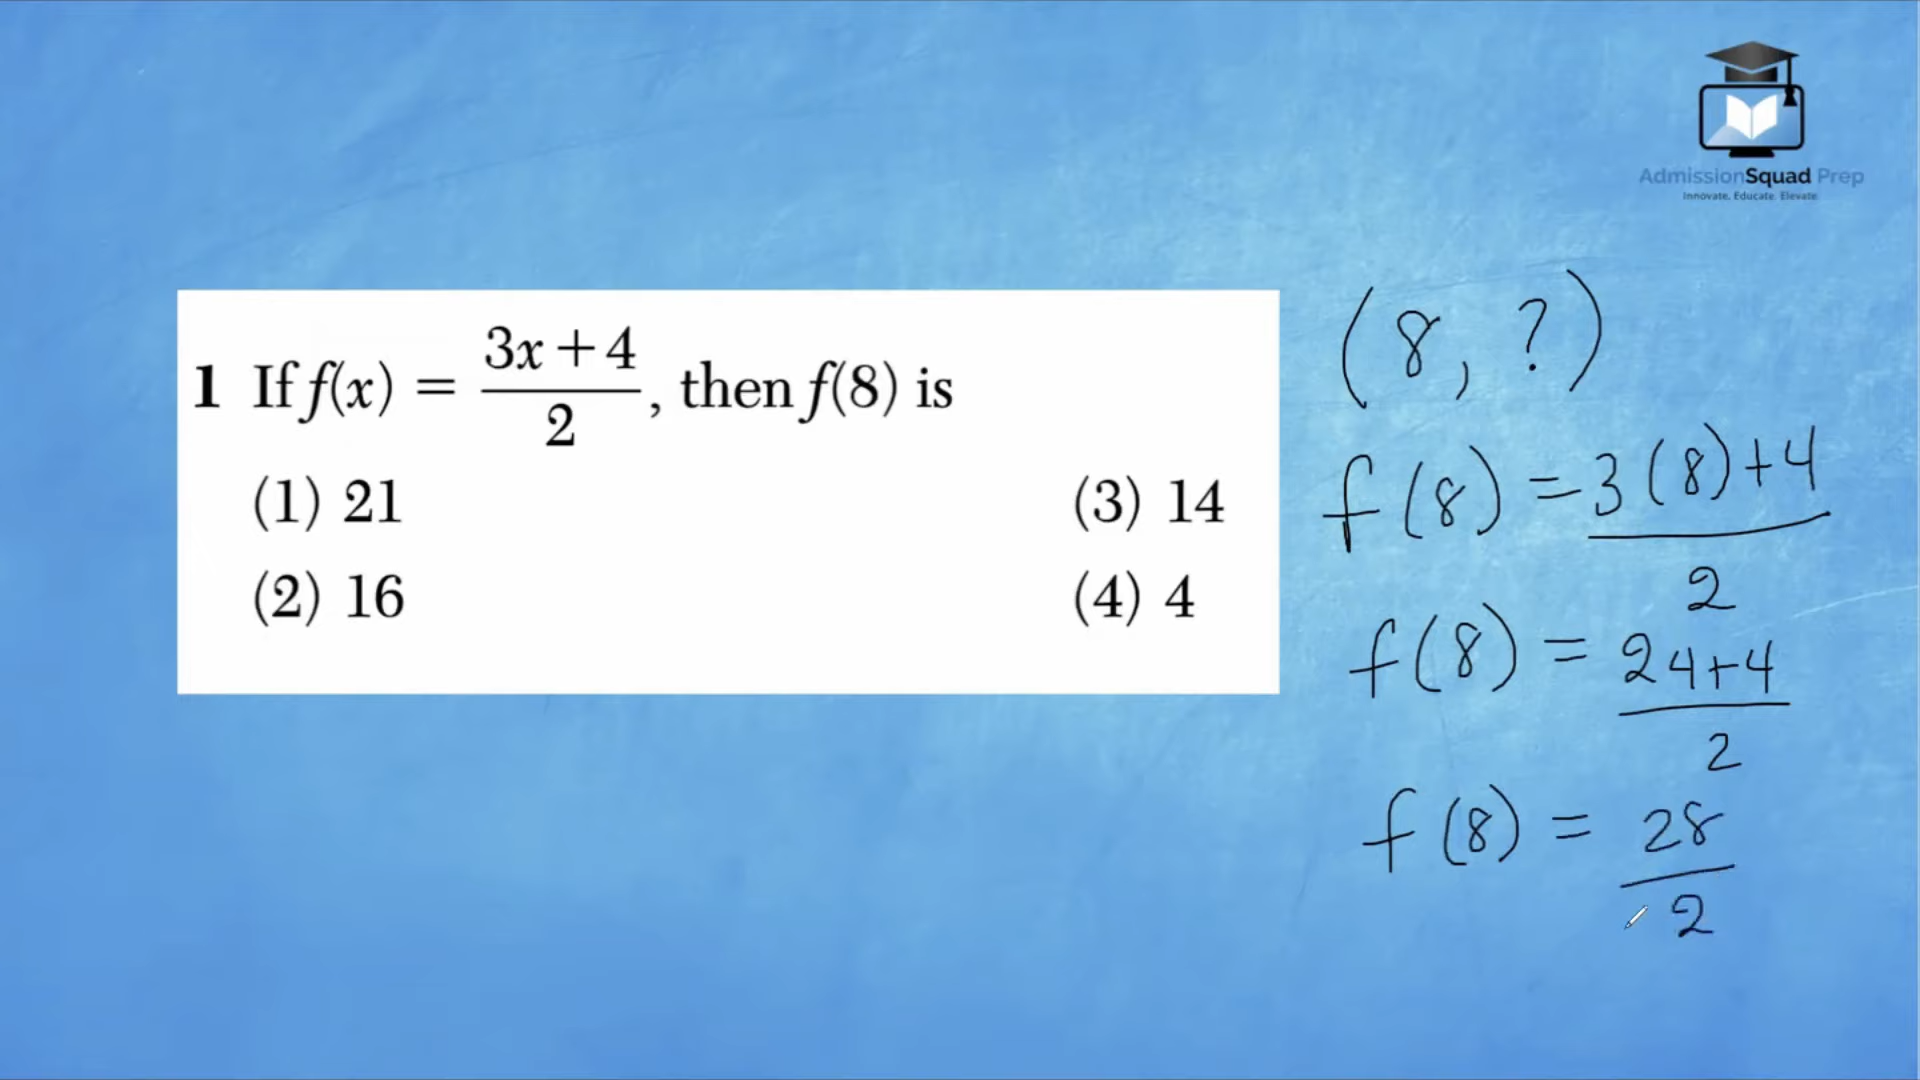 AdmissionSquad Prep
Innovate. Educate. Elevate.
1 If f(x) = (3x + 4)/2, then f(8) is
(1) 21
(2) 16
(3) 14
(4) 4
(8, ?)
f(8) = (3(8)+4)/2
f(8) = (24+4)/2
f(8) = 28/2